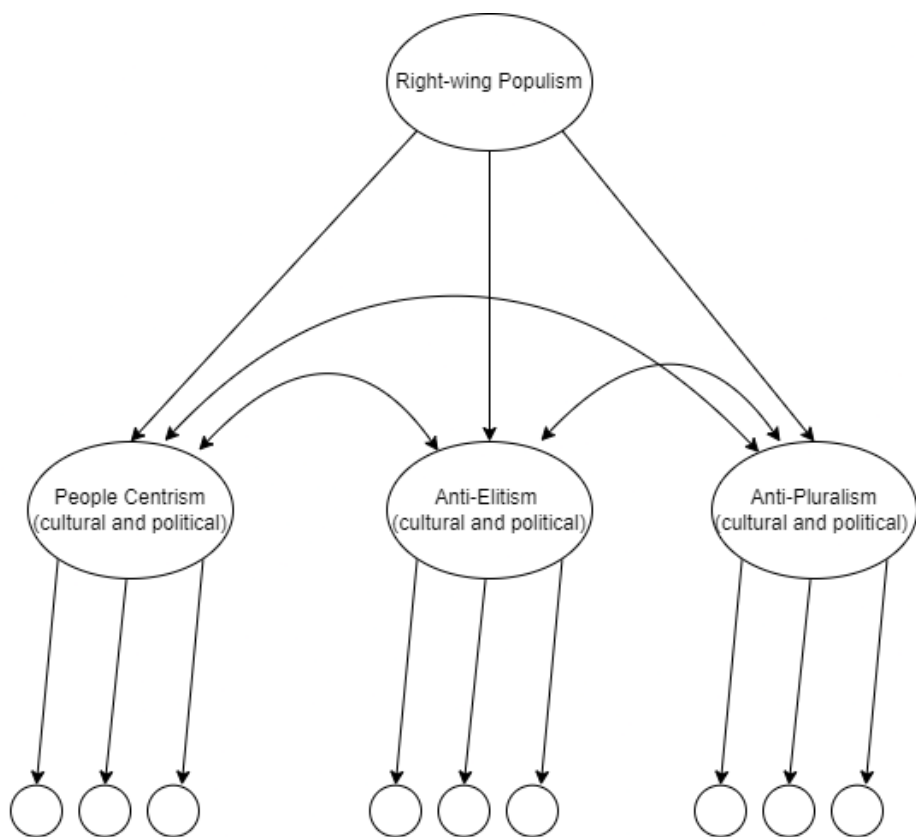 Right-wing Populism
People Centrism
(cultural and political)
Anti-Elitism
(cultural and political)
Anti-Pluralism
(cultural and political)